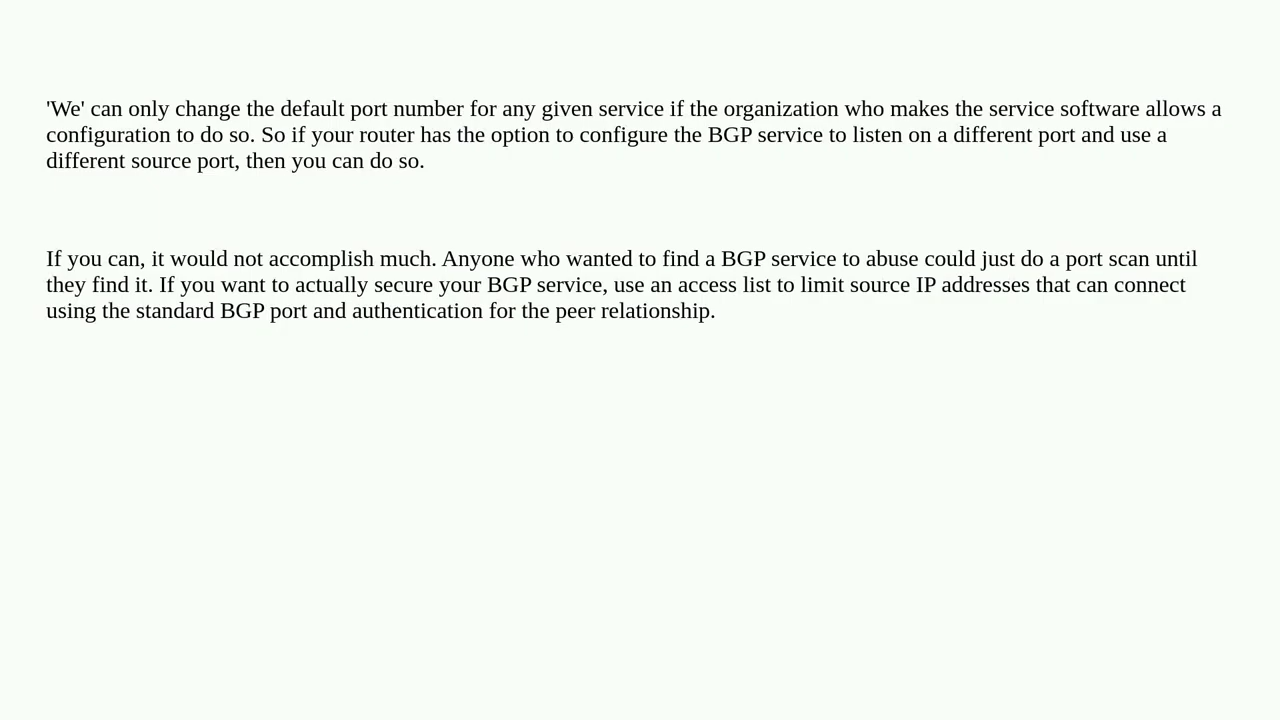 'We' can only change the default port number for any given service if the organization who makes the service software allows a
configuration to do so. So if your router has the option to configure the BGP service to listen on a different port and use a
different source port, then you can do so.
If you can, it would not accomplish much. Anyone who wanted to find a BGP service to abuse could just do a port scan until
they find it. If you want to actually secure your BGP service, use an access list to limit source IP addresses that can connect
using the standard BGP port and authentication for the peer relationship.